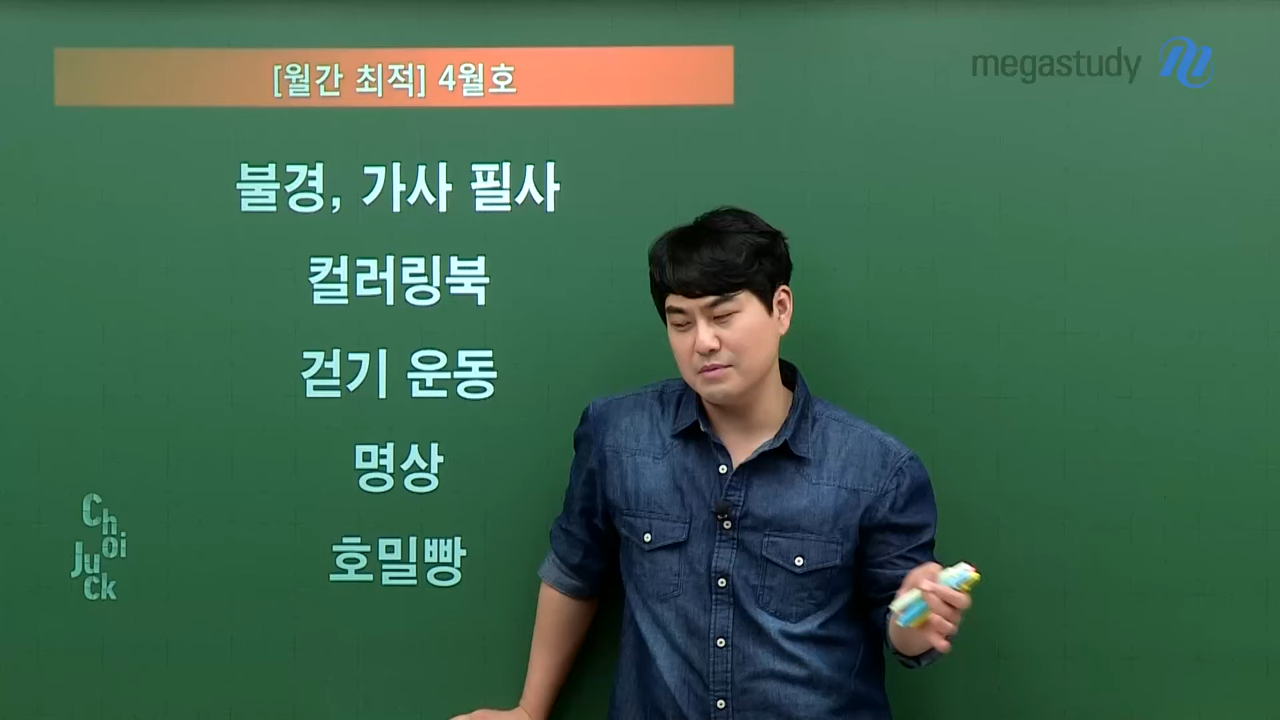 [월간 최적] 4월호
megastudy
불경, 가사 필사
컬러링북
걷기 운동
명상
호밀빵
Choi
Juck